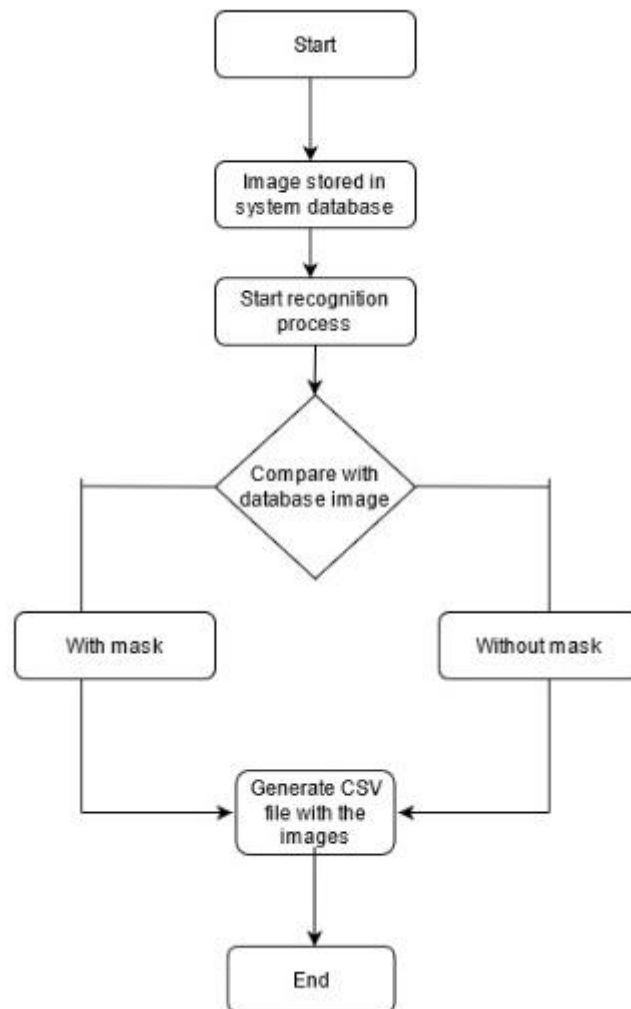 Start
Image stored in
system database
Start recognition
process
Compare with
database image
With mask
Without mask
Generate CSV
file with the
images
End